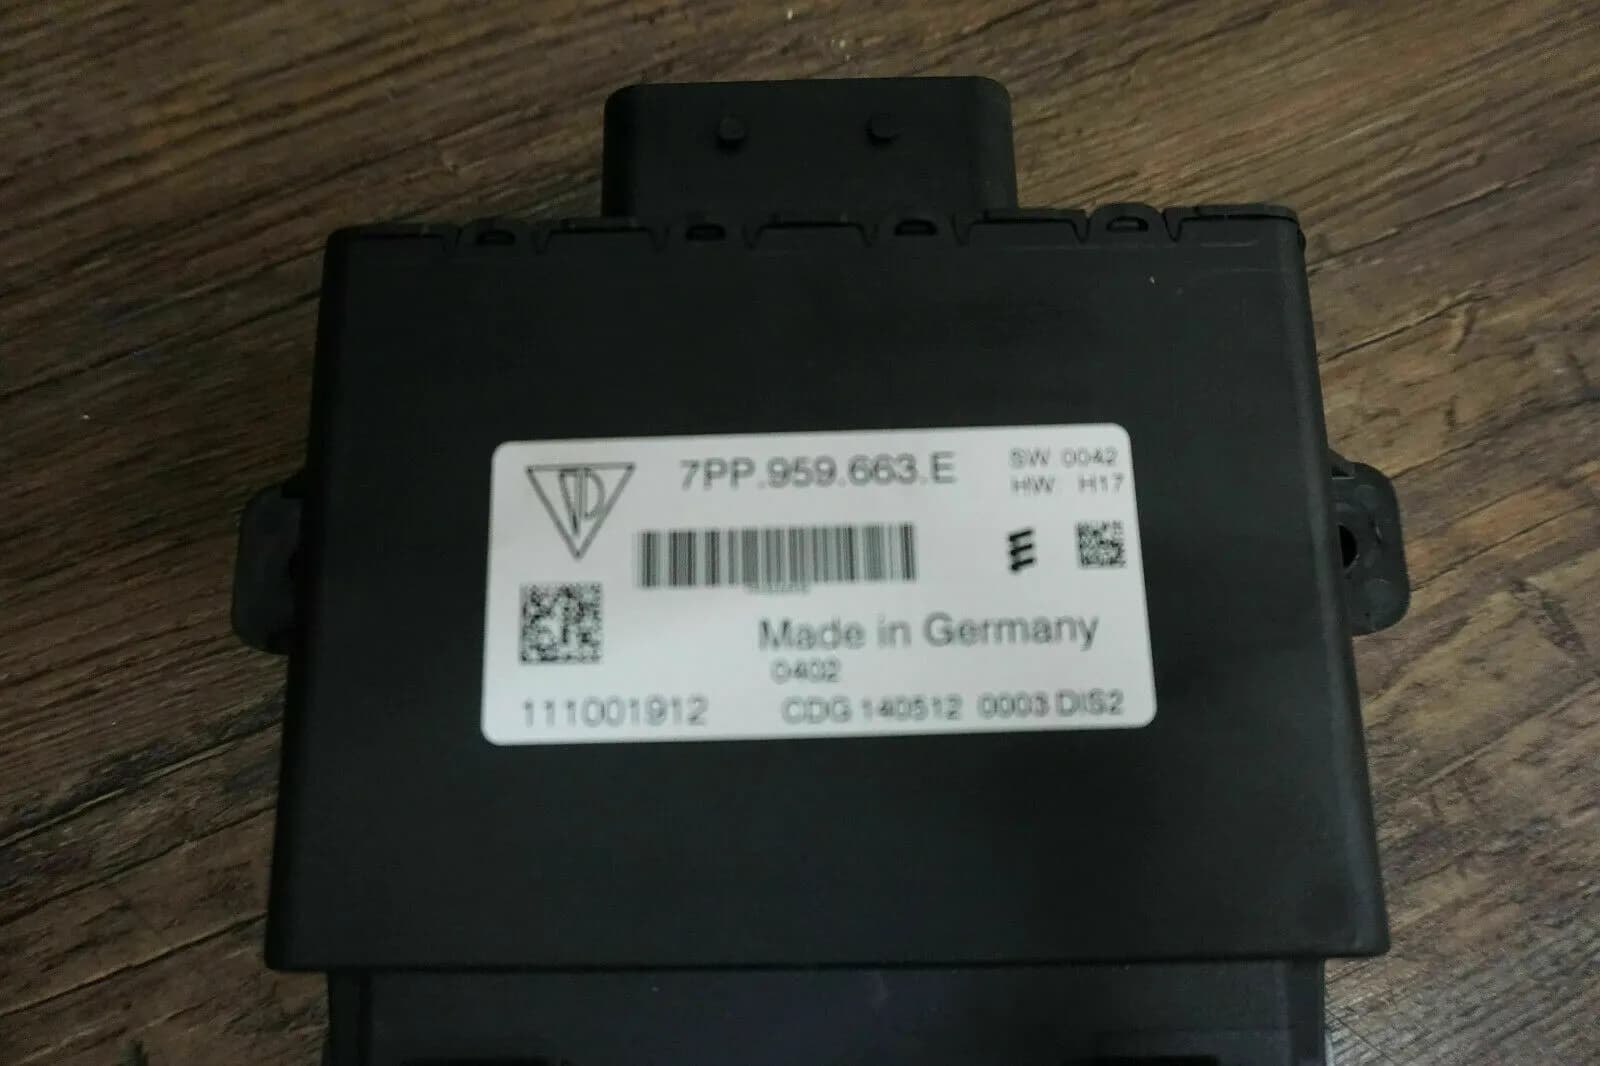 7PP.959.663.E
SW 0042
HW H17
Made in Germany
0402
111001912 CDG 140512 0003 DIS2